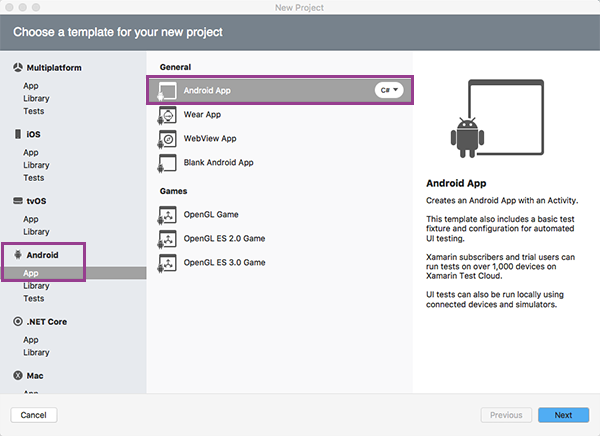 New Project
Choose a template for your new project
Multiplatform
App
Library
Tests
iOS
App
Library
Tests
tvOS
App
Library
Android
App
Library
Tests
.NET Core
App
Library
Mac
App
General
Android App
C#
Wear App
WebView App
Blank Android App
Games
OpenGL Game
OpenGL ES 2.0 Game
OpenGL ES 3.0 Game
Android App
Creates an Android App with an Activity.
This template also includes a basic test
fixture and configuration for automated
UI testing.
Xamarin subscribers and trial users can
run tests on over 1,000 devices on
Xamarin Test Cloud.
UI tests can also be run locally using
connected devices and simulators.
Cancel
Previous
Next